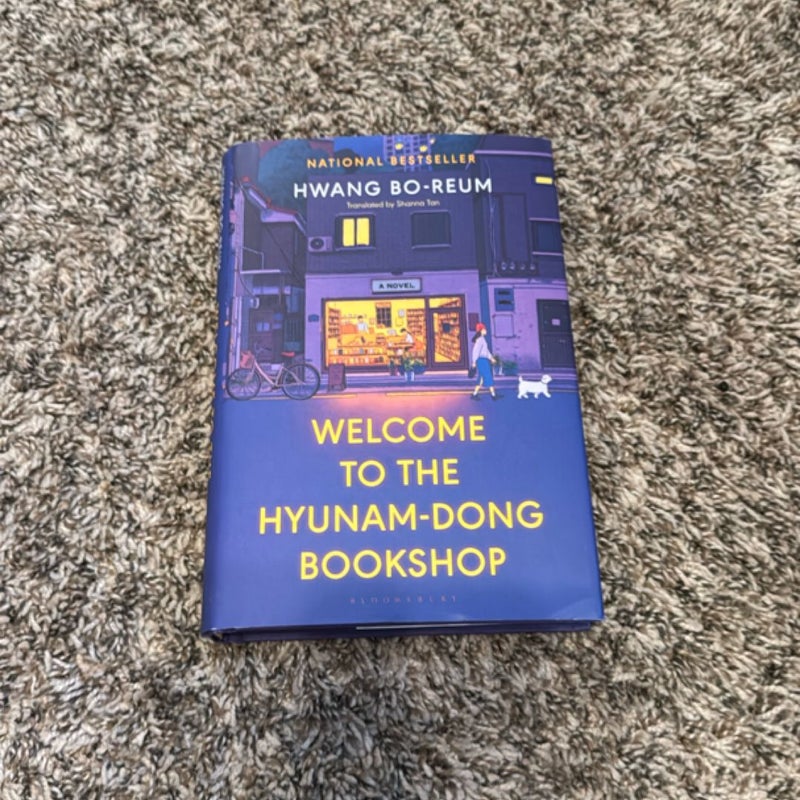 NATIONAL BESTSELLER
HWANG BO-REUM
Translated by Shanna Tan
A NOVEL
WELCOME
TO THE
HYUNAM-DONG
BOOKSHOP
BLOOMSBURY